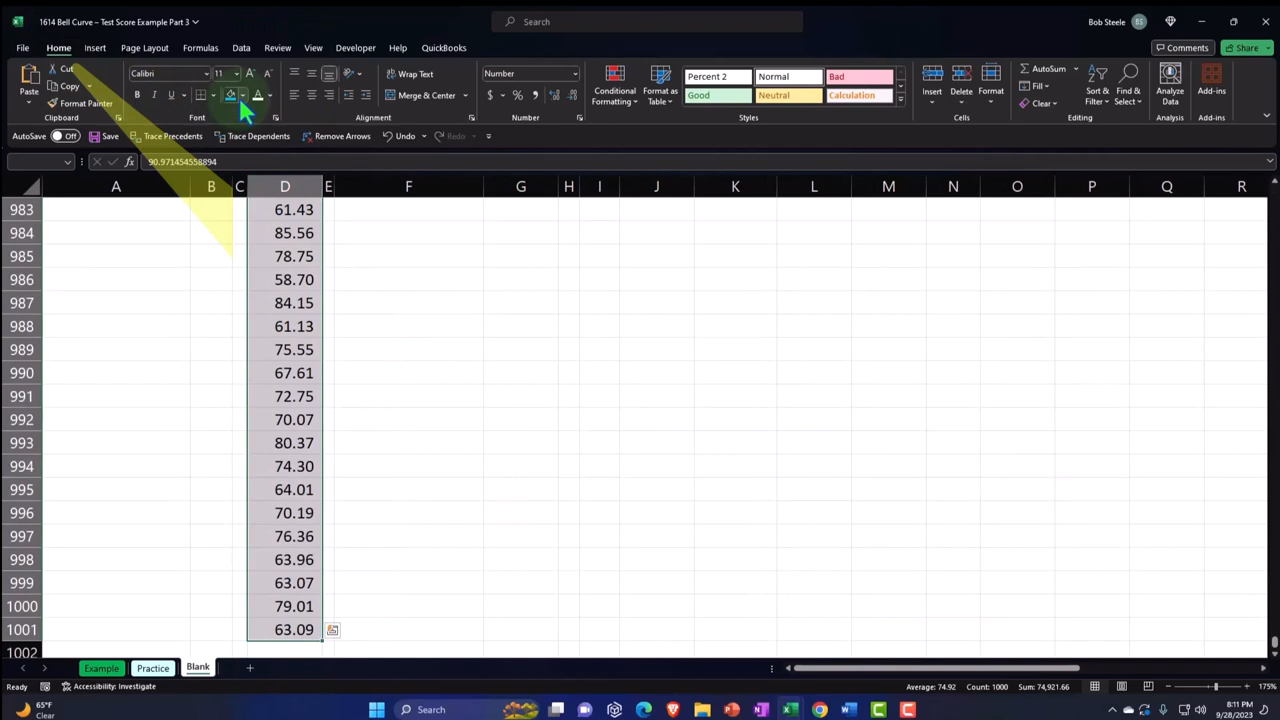 1614 Bell Curve – Test Score Example Part 3
Search
Bob Steele
BS
File Home Insert Page Layout Formulas Data Review View Developer Help QuickBooks
Comments
Share
Paste
Cut
Copy
Painter
Clipboard
Calibri
11
B I U
Font
Wrap Text
Merge & Center
Alignment
Number
$ %
Number
Conditional Formatting
Format as Table
Percent 2
Normal
Bad
Good
Neutral
Calculation
Styles
Insert
Delete
Format
Cells
AutoSum
Fill
Clear
Sort & Filter
Find & Select
Editing
Analyze Data
Analysis
Add-ins
Add-ins
AutoSave Off
Save
Trace Precedents
Trace Dependents
Remove Arrows
Undo
Redo
fx
90.971454558894
A B C D E F G H I J K L M N O P Q R
983 61.43
984 85.56
985 78.75
986 58.70
987 84.15
988 61.13
989 75.55
990 67.61
991 72.75
992 70.07
993 80.37
994 74.30
995 64.01
996 70.19
997 76.36
998 63.96
999 63.07
1000 79.01
1001 63.09
1002
Example Practice Blank
Ready
Accessibility: Investigate
Average: 74.92 Count: 1000 Sum: 74,921.66
175%
65°F
Clear
Search
8:11 PM
9/28/2023